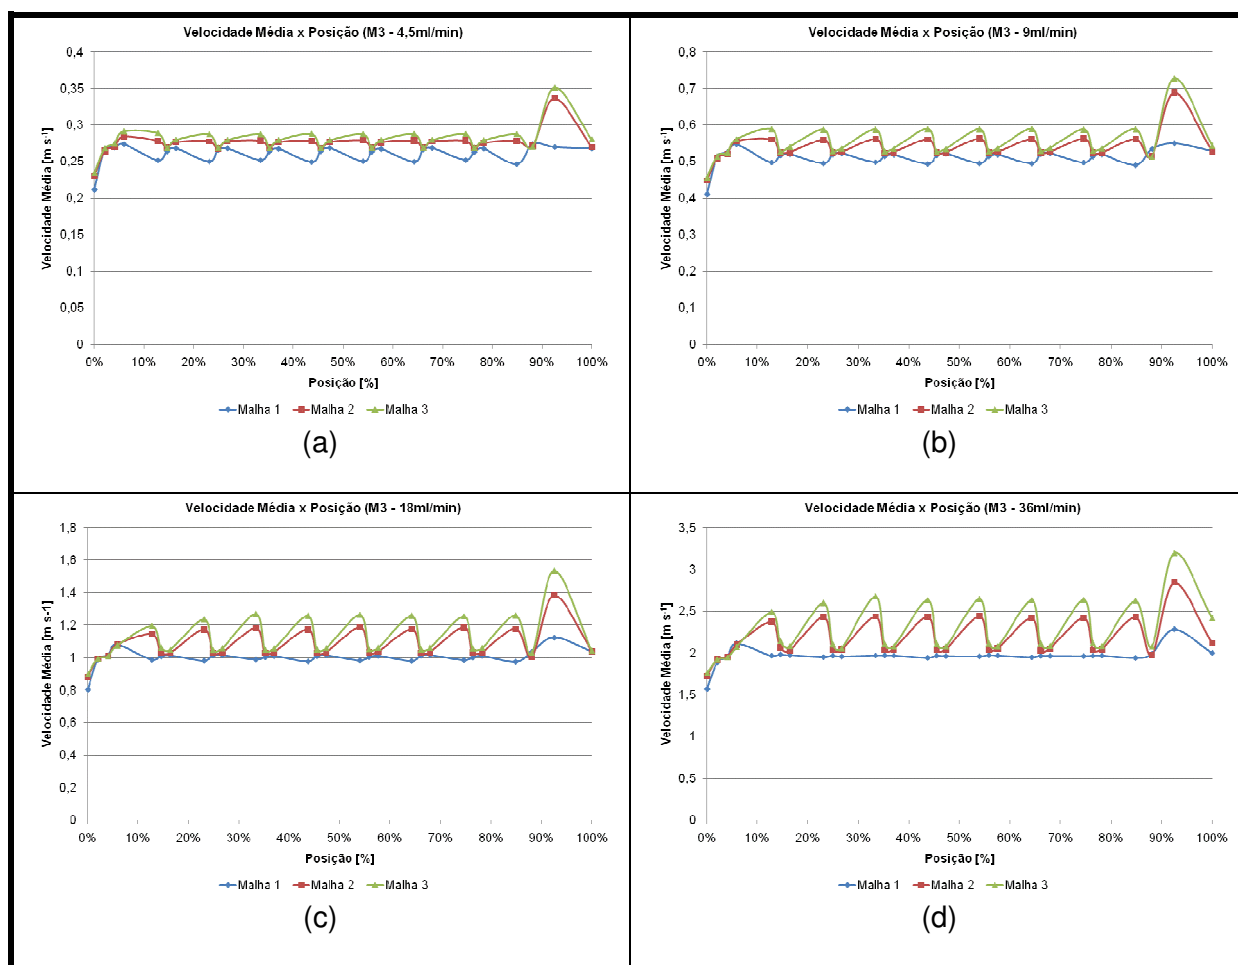 Velocidade Média x Posição (M3 - 4,5ml/min)
Velocidade Média [m s⁻¹]
0,4
0,35
0,3
0,25
0,2
0,15
0,1
0,05
0
0% 10% 20% 30% 40% 50% 60% 70% 80% 90% 100%
Posição [%]
Malha 1 Malha 2 Malha 3
(a)
Velocidade Média x Posição (M3 - 9ml/min)
Velocidade Média [m s⁻¹]
0,8
0,7
0,6
0,5
0,4
0,3
0,2
0,1
0
0% 10% 20% 30% 40% 50% 60% 70% 80% 90% 100%
Posição [%]
Malha 1 Malha 2 Malha 3
(b)
Velocidade Média x Posição (M3 - 18ml/min)
Velocidade Média [m s-1]
1,8
1,6
1,4
1,2
1
0,8
0,6
0,4
0,2
0
0% 10% 20% 30% 40% 50% 60% 70% 80% 90% 100%
Posição [%]
Malha 1 Malha 2 Malha 3
(c)
Velocidade Média x Posição (M3 - 36ml/min)
Velocidade Média [m s⁻¹]
3,5
3
2,5
2
1,5
1
0,5
0
0% 10% 20% 30% 40% 50% 60% 70% 80% 90% 100%
Posição [%]
Malha 1 Malha 2 Malha 3
(d)